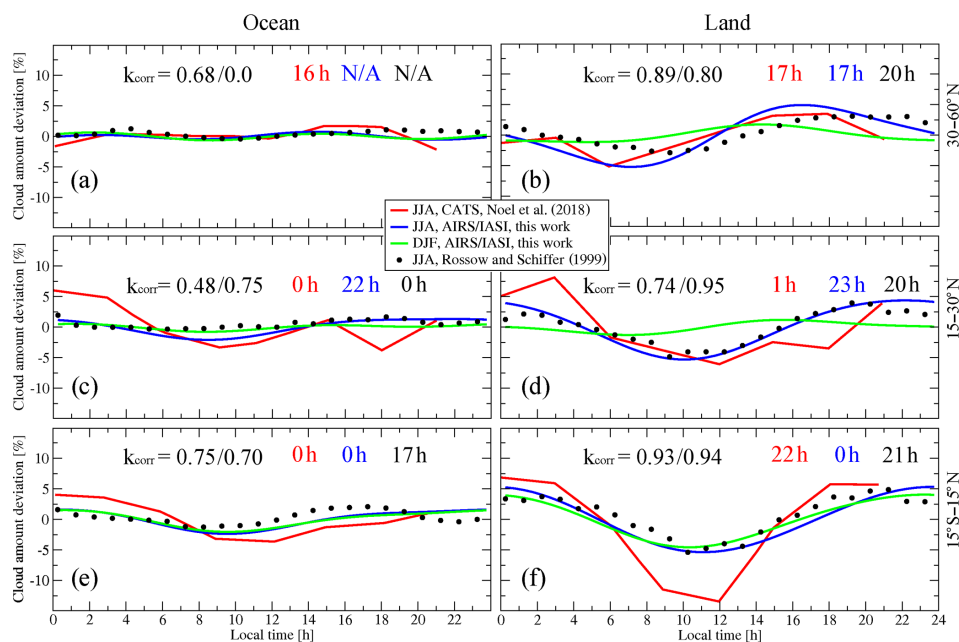 Ocean
Land
Cloud amount deviation [%]
10
5
0
-5
-10
kcorr = 0.68/0.0 16 h N/A N/A
(a)
kcorr = 0.89/0.80 17 h 17 h 20 h
(b)
30–60° N
JJA, CATS, Noel et al. (2018)
JJA, AIRS/IASI, this work
DJF, AIRS/IASI, this work
JJA, Rossow and Schiffer (1999)
Cloud amount deviation [%]
10
5
0
-5
-10
kcorr = 0.48/0.75 0 h 22 h 0 h
(c)
kcorr = 0.74/0.95 1 h 23 h 20 h
(d)
15–30° N
Cloud amount deviation [%]
10
5
0
-5
-10
kcorr = 0.75/0.70 0 h 0 h 17 h
(e)
kcorr = 0.93/0.94 22 h 0 h 21 h
(f)
15° S–15° N
0 2 4 6 8 10 12 14 16 18 20 22
0 2 4 6 8 10 12 14 16 18 20 22 24
Local time [h]
Local time [h]